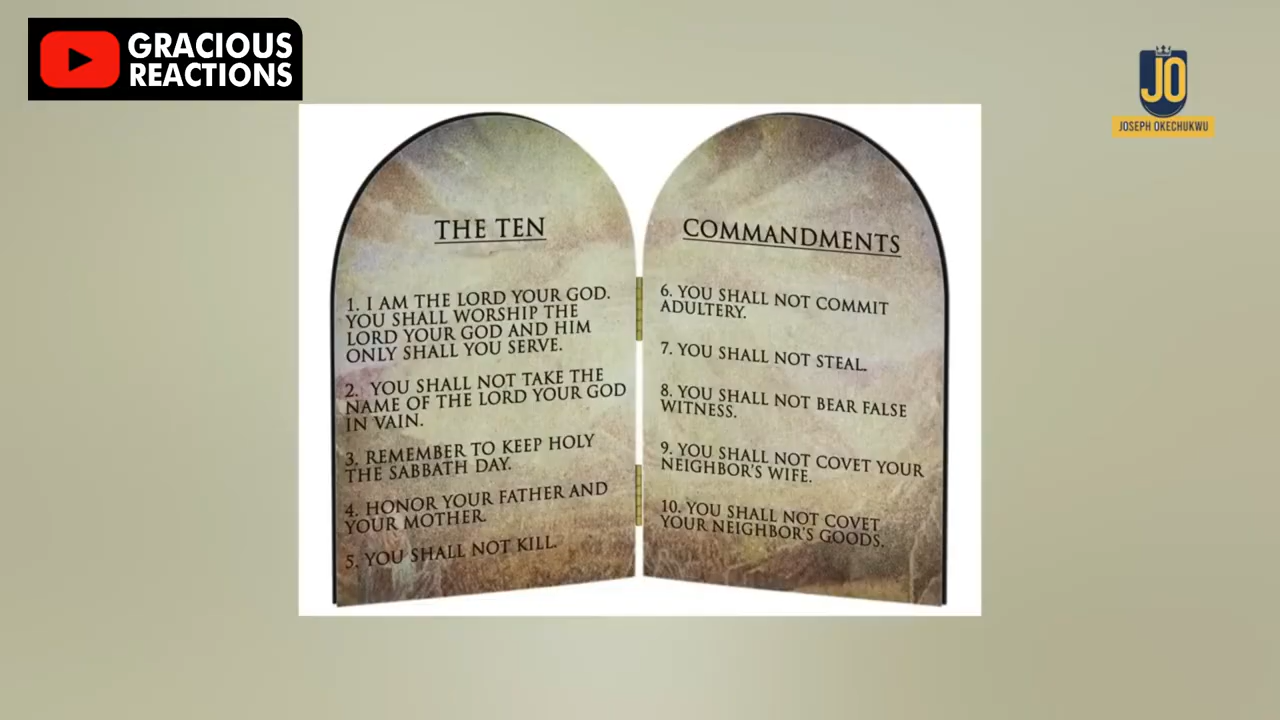 GRACIOUS
REACTIONS
JO
JOSEPH OKECHUKWU
THE TEN
1. I AM THE LORD YOUR GOD.
YOU SHALL WORSHIP THE
LORD YOUR GOD AND HIM
ONLY SHALL YOU SERVE.
2. YOU SHALL NOT TAKE THE
NAME OF THE LORD YOUR GOD
IN VAIN.
3. REMEMBER TO KEEP HOLY
THE SABBATH DAY.
4. HONOR YOUR FATHER AND
YOUR MOTHER.
5. YOU SHALL NOT KILL.
COMMANDMENTS
6. YOU SHALL NOT COMMIT
ADULTERY.
7. YOU SHALL NOT STEAL.
8. YOU SHALL NOT BEAR FALSE
WITNESS.
9. YOU SHALL NOT COVET YOUR
NEIGHBOR'S WIFE.
10. YOU SHALL NOT COVET
YOUR NEIGHBOR'S GOODS.